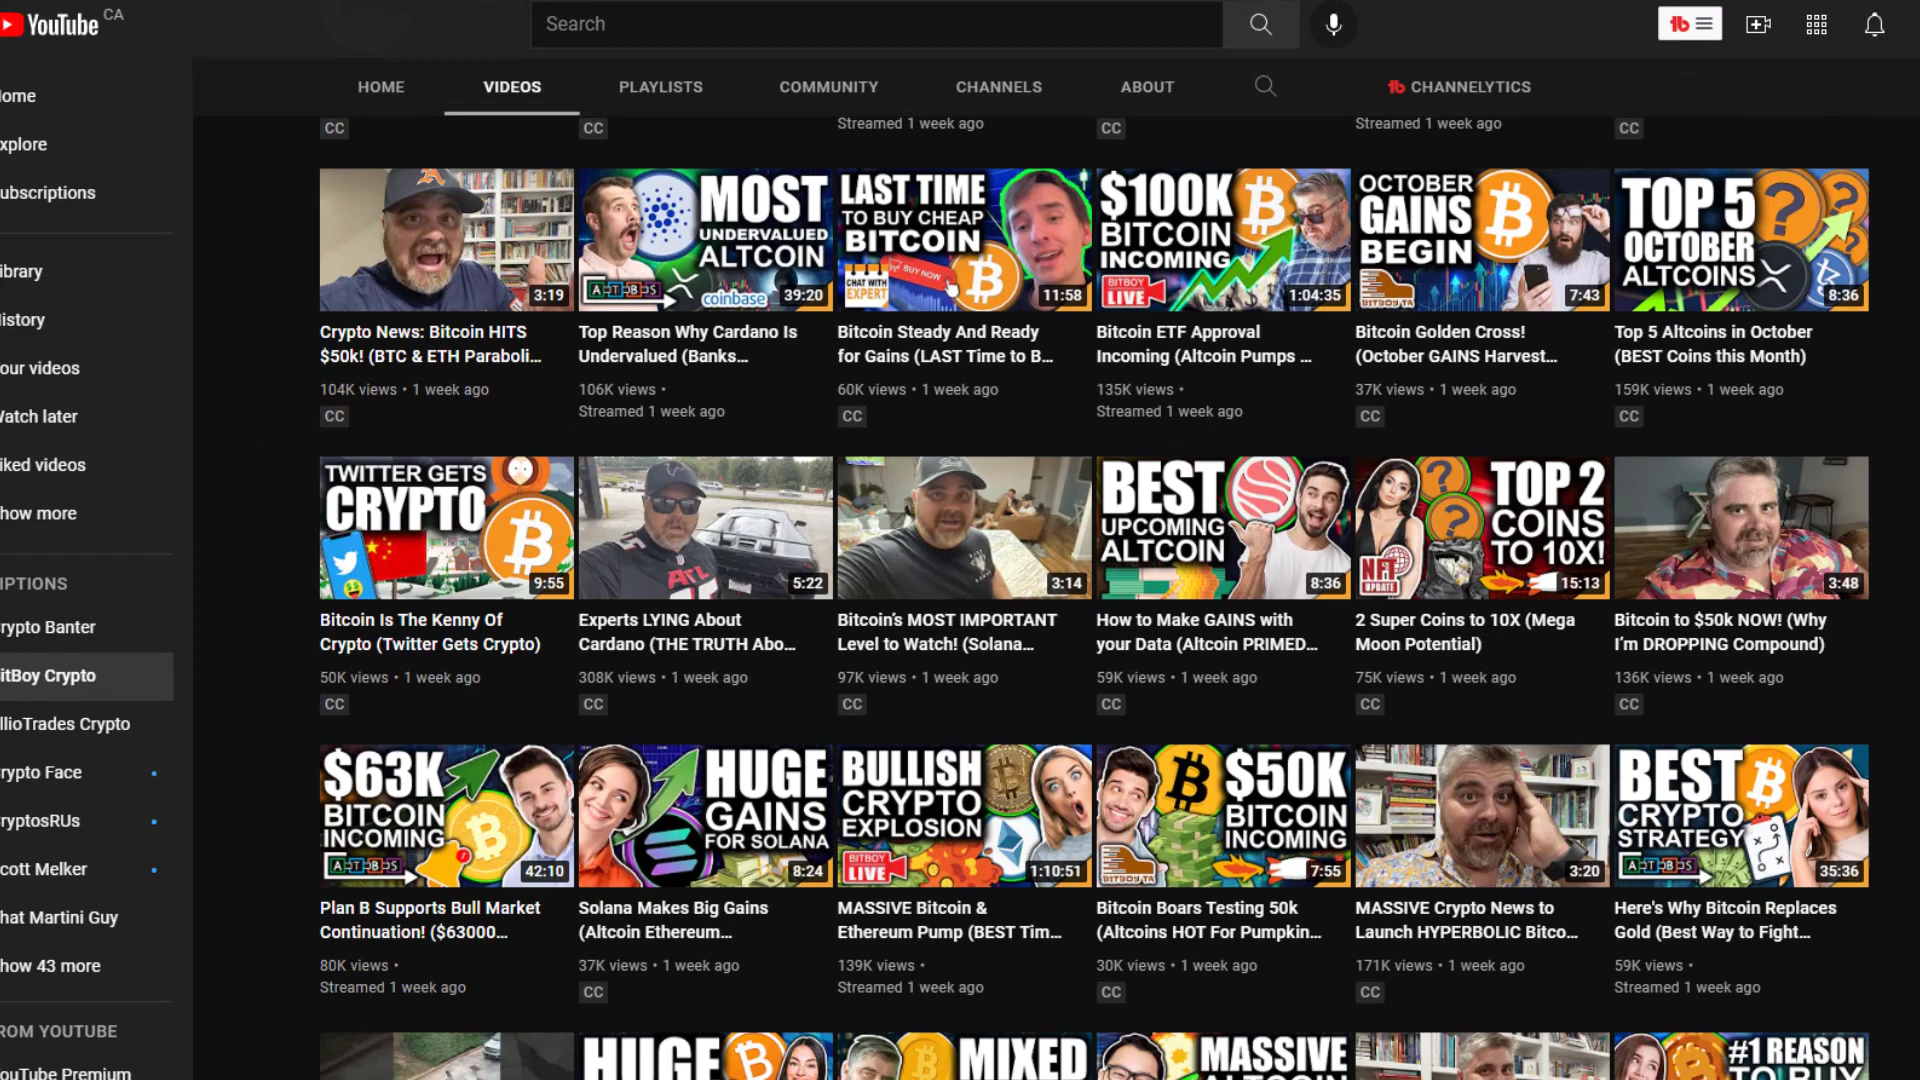 YouTube CA
Search
HOME
VIDEOS
PLAYLISTS
COMMUNITY
CHANNELS
ABOUT
CHANNELYTICS
ome
xplore
ubscriptions
ibrary
istory
our videos
atch later
iked videos
how more
IPTIONS
rypto Banter
itBoy Crypto
llioTrades Crypto
rypto Face
ryptosRUs
cott Melker
hat Martini Guy
how 43 more
ROM YOUTUBE
ouTube Premium
CC
CC
Streamed 1 week ago
CC
Streamed 1 week ago
CC
A
3:19
Crypto News: Bitcoin HITS
$50k! (BTC & ETH Paraboli...
104K views • 1 week ago
CC
MOST
UNDERVALUED
ALTCOIN
coinbase
39:20
Top Reason Why Cardano Is
Undervalued (Banks...
106K views •
Streamed 1 week ago
LAST TIME
TO BUY CHEAP
BITCOIN
BUY NOW
CHAT WITH
EXPERT
11:58
Bitcoin Steady And Ready
for Gains (LAST Time to B...
60K views • 1 week ago
CC
$100K
BITCOIN
INCOMING
BITBOY
LIVE
1:04:35
Bitcoin ETF Approval
Incoming (Altcoin Pumps ...
135K views •
Streamed 1 week ago
OCTOBER
GAINS
BEGIN
BITBOY TA
7:43
Bitcoin Golden Cross!
(October GAINS Harvest...
37K views • 1 week ago
CC
TOP 5
OCTOBER
ALTCOINS
8:36
Top 5 Altcoins in October
(BEST Coins this Month)
159K views • 1 week ago
CC
TWITTER GETS
CRYPTO
9:55
Bitcoin Is The Kenny Of
Crypto (Twitter Gets Crypto)
50K views • 1 week ago
CC
ATL
5:22
Experts LYING About
Cardano (THE TRUTH Abo...
308K views • 1 week ago
CC
3:14
Bitcoin’s MOST IMPORTANT
Level to Watch! (Solana...
97K views • 1 week ago
CC
BEST
UPCOMING
ALTCOIN
8:36
How to Make GAINS with
your Data (Altcoin PRIMED...
59K views • 1 week ago
CC
TOP 2
COINS
TO 10X!
NFT
UPDATE
15:13
2 Super Coins to 10X (Mega
Moon Potential)
75K views • 1 week ago
CC
3:48
Bitcoin to $50k NOW! (Why
I’m DROPPING Compound)
136K views • 1 week ago
CC
$63K
BITCOIN
INCOMING
42:10
Plan B Supports Bull Market
Continuation! ($63000...
80K views •
Streamed 1 week ago
HUGE
GAINS
FOR SOLANA
8:24
Solana Makes Big Gains
(Altcoin Ethereum...
37K views • 1 week ago
CC
BULLISH
CRYPTO
EXPLOSION
BITBOY
LIVE
1:10:51
MASSIVE Bitcoin &
Ethereum Pump (BEST Tim...
139K views •
Streamed 1 week ago
$50K
BITCOIN
INCOMING
BITBOY TA
7:55
Bitcoin Boars Testing 50k
(Altcoins HOT For Pumpkin...
30K views • 1 week ago
CC
3:20
MASSIVE Crypto News to
Launch HYPERBOLIC Bitco...
171K views • 1 week ago
CC
BEST
CRYPTO
STRATEGY
35:36
Here's Why Bitcoin Replaces
Gold (Best Way to Fight...
59K views •
Streamed 1 week ago
HUGE
MIXED
MASSIVE
#1 REASON
TO BUY